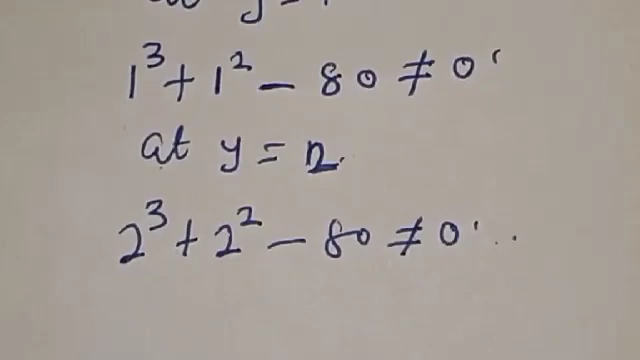 1³ + 1² - 80 ≠ 0
at y = 2.
2³ + 2² - 80 ≠ 0